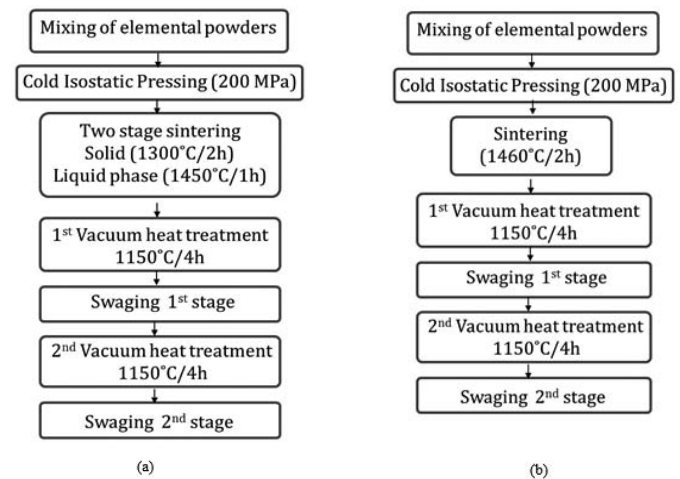 Mixing of elemental powders
Cold Isostatic Pressing (200 MPa)
Two stage sintering
Solid (1300˚C/2h)
Liquid phase (1450˚C/1h)
1st Vacuum heat treatment
1150˚C/4h
Swaging 1st stage
2nd Vacuum heat treatment
1150˚C/4h
Swaging 2nd stage
(a)
Mixing of elemental powders
Cold Isostatic Pressing (200 MPa)
Sintering
(1460˚C/2h)
1st Vacuum heat treatment
1150˚C/4h
Swaging 1st stage
2nd Vacuum heat treatment
1150˚C/4h
Swaging 2nd stage
(b)